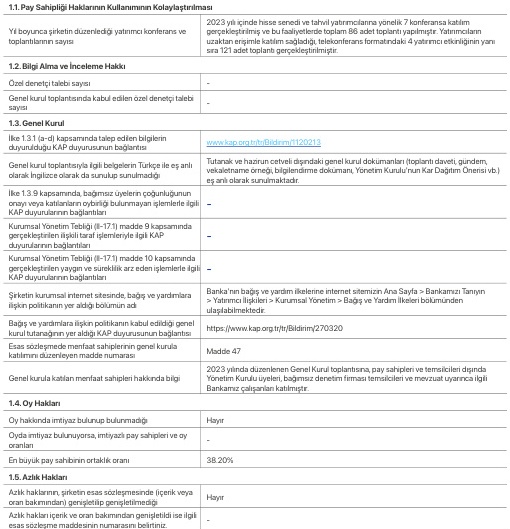 1.1. Pay Sahipliği Haklarının Kullanımının Kolaylaştırılması
Yıl boyunca şirketin düzenlediği yatırımcı konferans ve
toplantılarının sayısı
2023 yılı içinde hisse senedi ve tahvil yatırımcılarına yönelik 7 konferansa katılım
gerçekleştirilmiş ve bu faaliyetlerde toplam 86 adet toplantı yapılmıştır. Yatırımcıların
uzaktan erişimle katılım sağladığı, telekonferans formatındaki 4 yatırımcı etkinliğinin yanı
sıra 121 adet toplantı gerçekleştirilmiştir.
1.2. Bilgi Alma ve İnceleme Hakkı
Özel denetçi talebi sayısı
-
Genel kurul toplantısında kabul edilen özel denetçi talebi
sayısı
-
1.3. Genel Kurul
İlke 1.3.1 (a-d) kapsamında talep edilen bilgilerin
duyurulduğu KAP duyurusunun bağlantısı
www.kap.org.tr/tr/Bildirim/1120213
Genel kurul toplantısıyla ilgili belgelerin Türkçe ile eş anlı
olarak İngilizce olarak da sunulup sunulmadığı
Tutanak ve hazirun cetveli dışındaki genel kurul dokümanları (toplantı daveti, gündem,
vekaletname örneği, bilgilendirme dokümanı, Yönetim Kurulu'nun Kar Dağıtım Önerisi vb.)
eş anlı olarak sunulmaktadır.
İlke 1.3.9 kapsamında, bağımsız üyelerin çoğunluğunun
onayı veya katılanların oybirliği bulunmayan işlemlerle ilgili
KAP duyurularının bağlantıları
–
Kurumsal Yönetim Tebliği (II-17.1) madde 9 kapsamında
gerçekleştirilen ilişkili taraf işlemleriyle ilgili KAP
duyurularının bağlantıları
–
Kurumsal Yönetim Tebliği (II-17.1) madde 10 kapsamında
gerçekleştirilen yaygın ve süreklilik arz eden işlemlerle ilgili
KAP duyurularının bağlantıları
–
Şirketin kurumsal internet sitesinde, bağış ve yardımlara
ilişkin politikanın yer aldığı bölümün adı
Banka'nın bağış ve yardım ilkelerine internet sitemizin Ana Sayfa > Bankamızı Tanıyın
> Yatırımcı İlişkileri > Kurumsal Yönetim > Bağış ve Yardım İlkeleri bölümünden
ulaşılabilmektedir.
Bağış ve yardımlara ilişkin politikanın kabul edildiği genel
kurul tutanağının yer aldığı KAP duyurusunun bağlantısı
https://www.kap.org.tr/tr/Bildirim/270320
Esas sözleşmede menfaat sahiplerinin genel kurula
katılımını düzenleyen madde numarası
Madde 47
Genel kurula katılan menfaat sahipleri hakkında bilgi
2023 yılında düzenlenen Genel Kurul toplantısına, pay sahipleri ve temsilcileri dışında
Yönetim Kurulu üyeleri, bağımsız denetim firması temsilcileri ve mevzuat uyarınca ilgili
Bankamız çalışanları katılmıştır.
1.4. Oy Hakları
Oy hakkında imtiyaz bulunup bulunmadığı
Hayır
Oyda imtiyaz bulunuyorsa, imtiyazlı pay sahipleri ve oy
oranları
-
En büyük pay sahibinin ortaklık oranı
38.20%
1.5. Azlık Hakları
Azlık haklarının, şirketin esas sözleşmesinde (içerik veya
oran bakımından) genişletilip genişletilmediği
Hayır
Azlık hakları içerik ve oran bakımından genişletildi ise ilgili
esas sözleşme maddesinin numarasını belirtiniz.
-